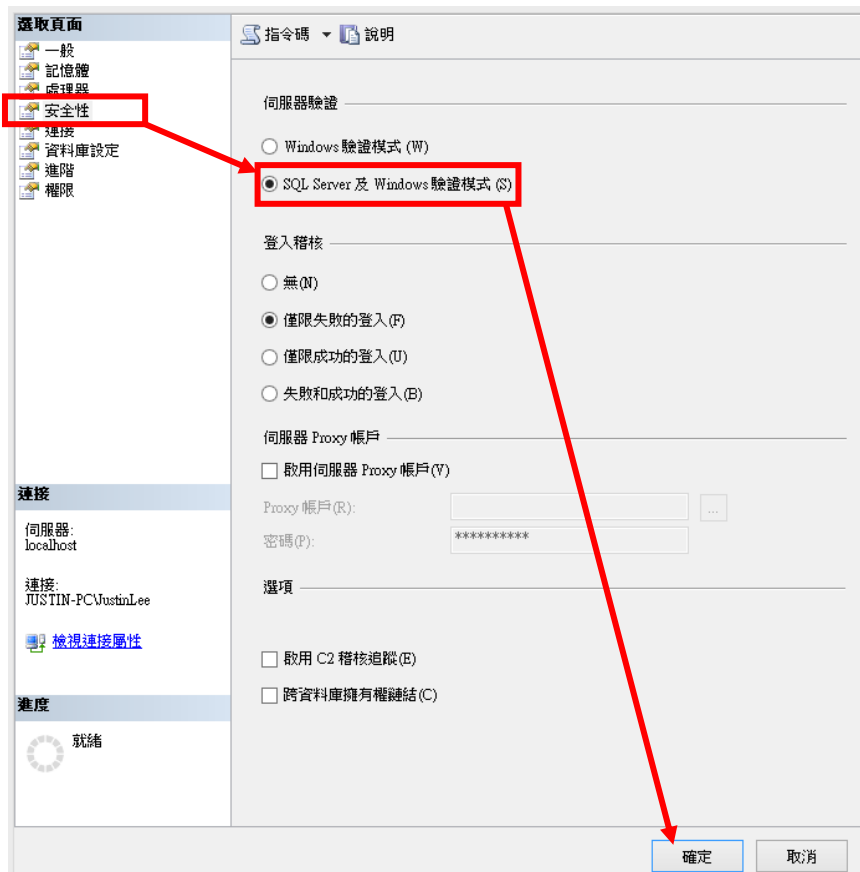 選取頁面
一般
記憶體
處理器
安全性
連接
資料庫設定
進階
權限
指令碼 說明
伺服器驗證
Windows 驗證模式 (W)
SQL Server 及 Windows 驗證模式 (S)
登入稽核
無(N)
僅限失敗的登入(F)
僅限成功的登入(U)
失敗和成功的登入(B)
伺服器 Proxy 帳戶
啟用伺服器 Proxy 帳戶(V)
Proxy 帳戶(R):
...
密碼(P):
**********
選項
啟用 C2 稽核追蹤(E)
跨資料庫擁有權鏈結(C)
連接
伺服器:
localhost
連接:
JUSTIN-PC\JustinLee
檢視連接屬性
進度
就緒
確定 取消